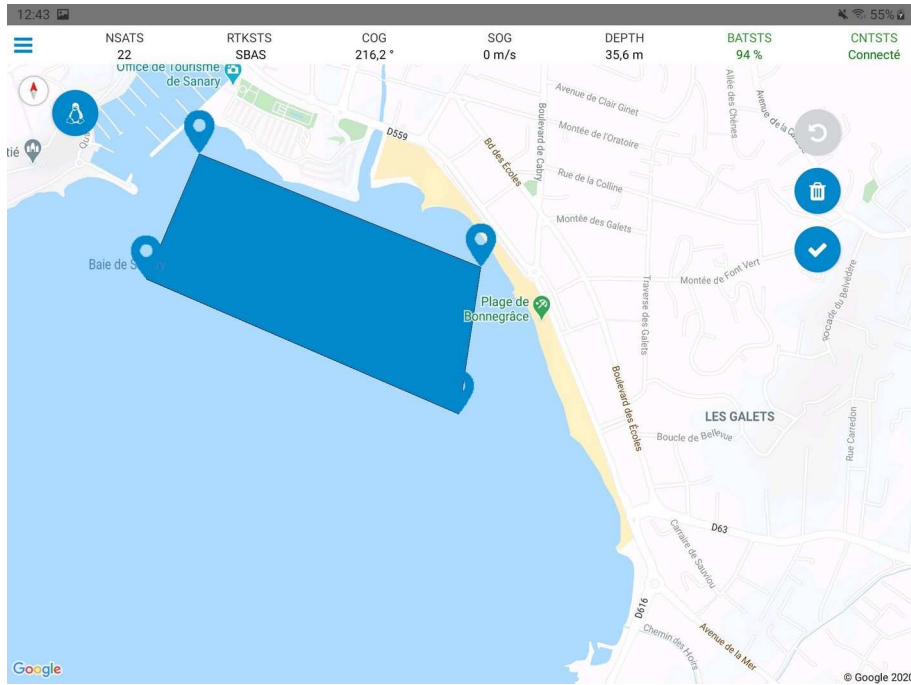 12:43
55%
NSATS
22
RTKSTS
SBAS
COG
216,2 °
SOG
0 m/s
DEPTH
35,6 m
BATSTS
94 %
CNTSTS
Connecté
Office de Tourisme
de Sanary
tié
D559
Bd des Écoles
Boulevard de Cabry
Avenue de Clair Ginet
Montée de l'Oratoire
Rue de la Colline
Montée des Galets
Allée des Chênes
Avenue de la
Baie de S
Plage de
Bonnegrâce
Traverse des Galets
Montée de Font Vert
Boulevard des Écoles
LES GALETS
Boucle de Bellevue
Rue Carredon
D63
Carraire de Sauviou
D616
Chemin des Hoirs
Avenue de la Mer
Google
© Google 2020